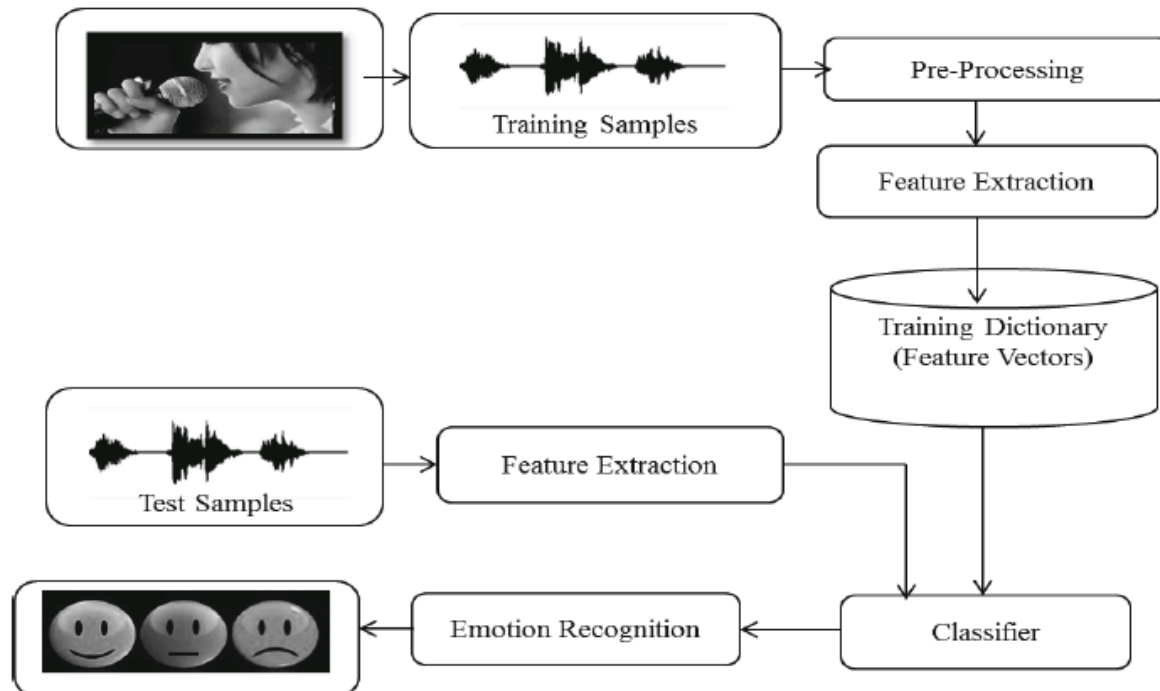 Training Samples
Pre-Processing
Feature Extraction
Training Dictionary
(Feature Vectors)
Test Samples
Feature Extraction
Emotion Recognition
Classifier